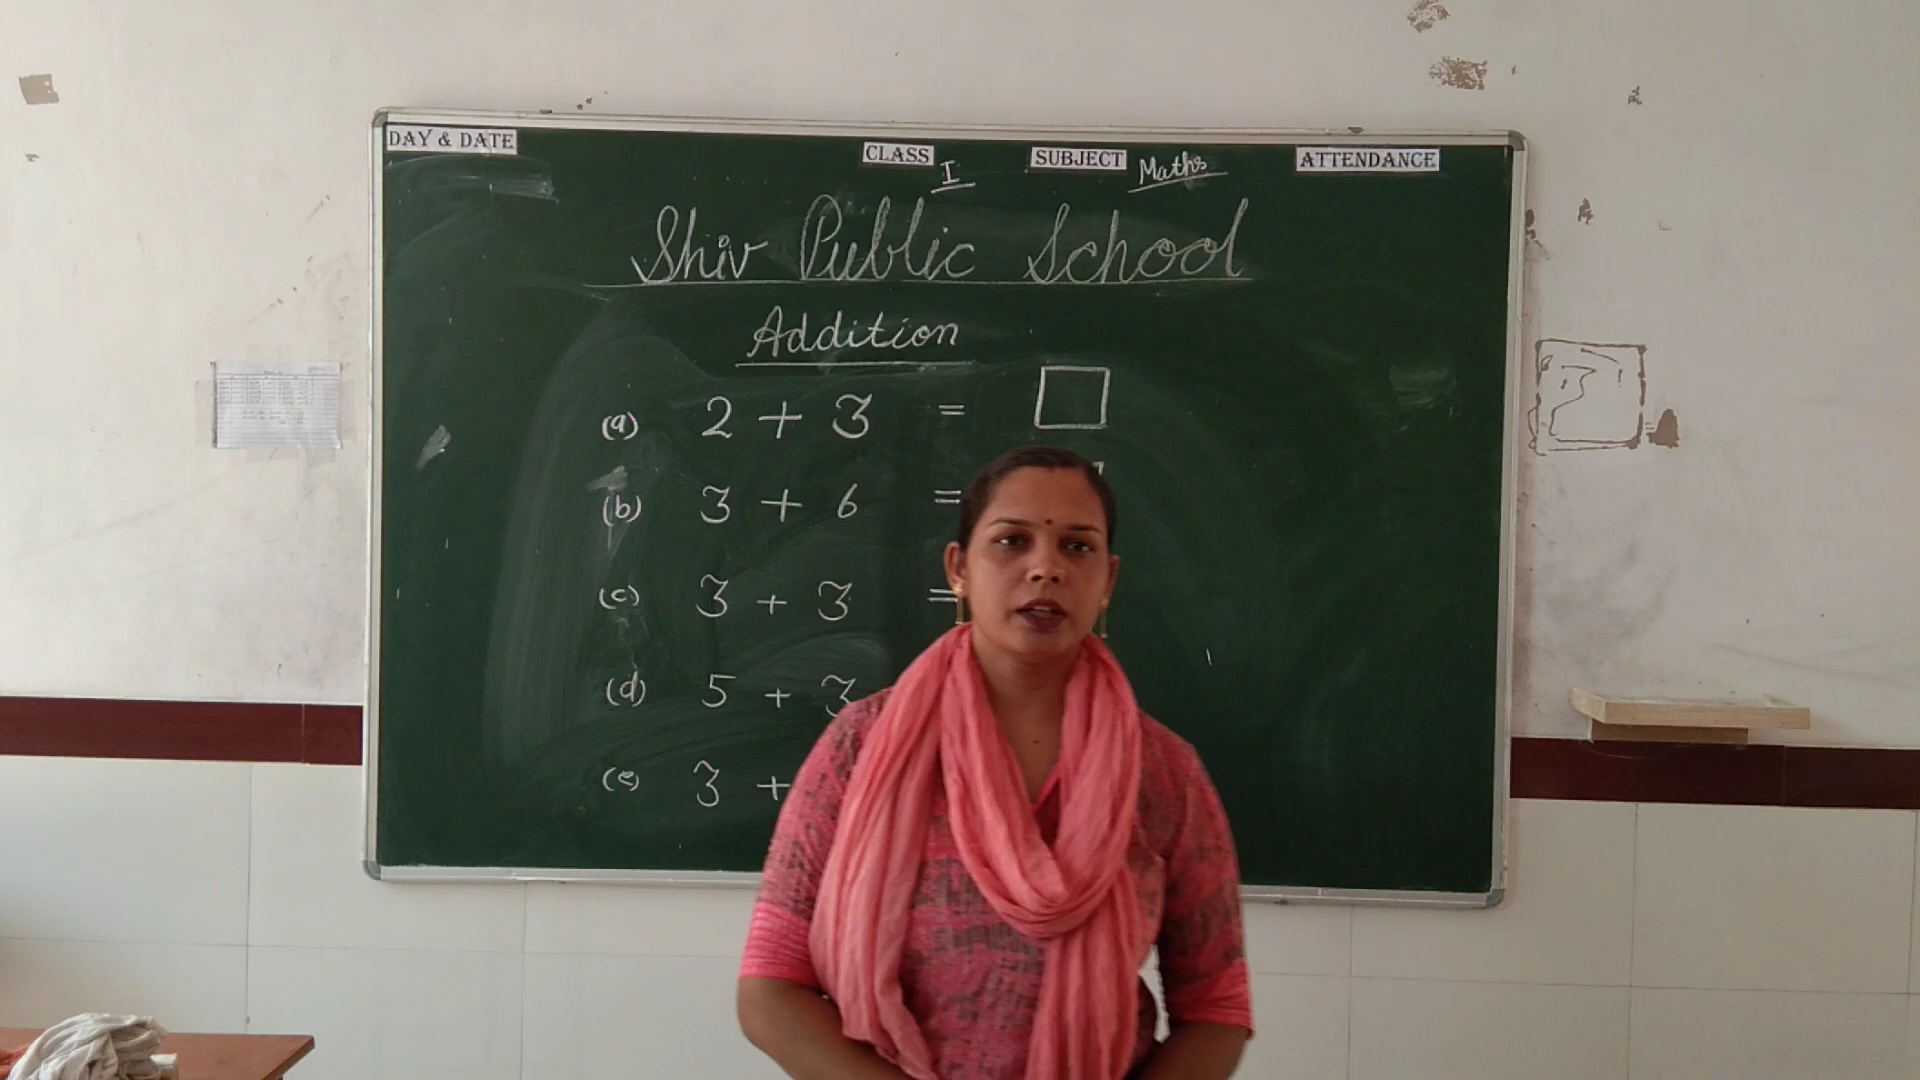 DAY & DATE CLASS I SUBJECT Maths ATTENDANCE
Shiv Public School
Addition
(a) 2 + 3 =
(b) 3 + 6 =
(c) 3 + 3 =
(d) 5 + 3
(e) 3 +